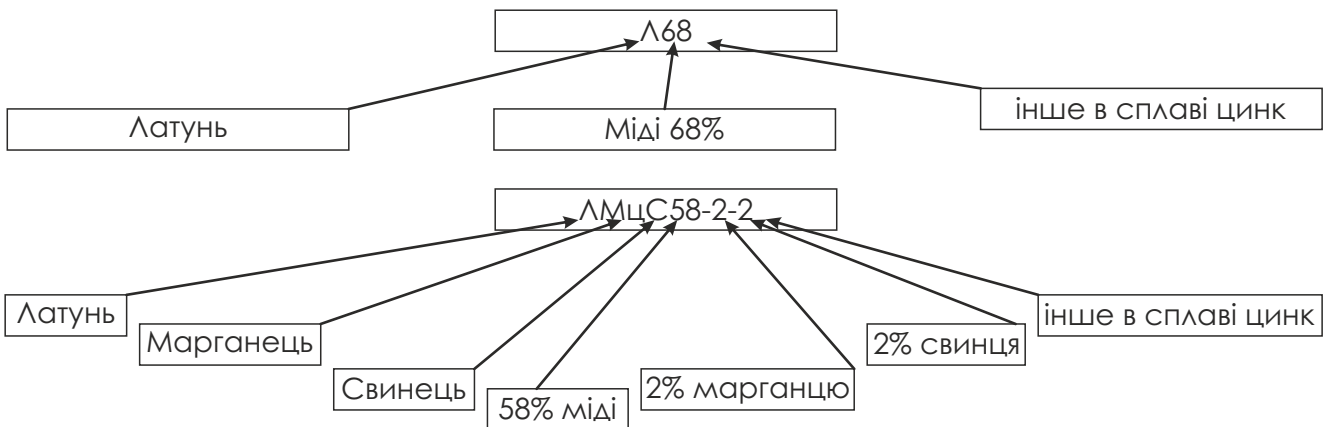 Л68
Латунь
Міді 68%
інше в сплаві цинк
ЛМцС58-2-2
Латунь
Марганець
Свинець
58% міді
2% марганцю
2% свинця
інше в сплаві цинк